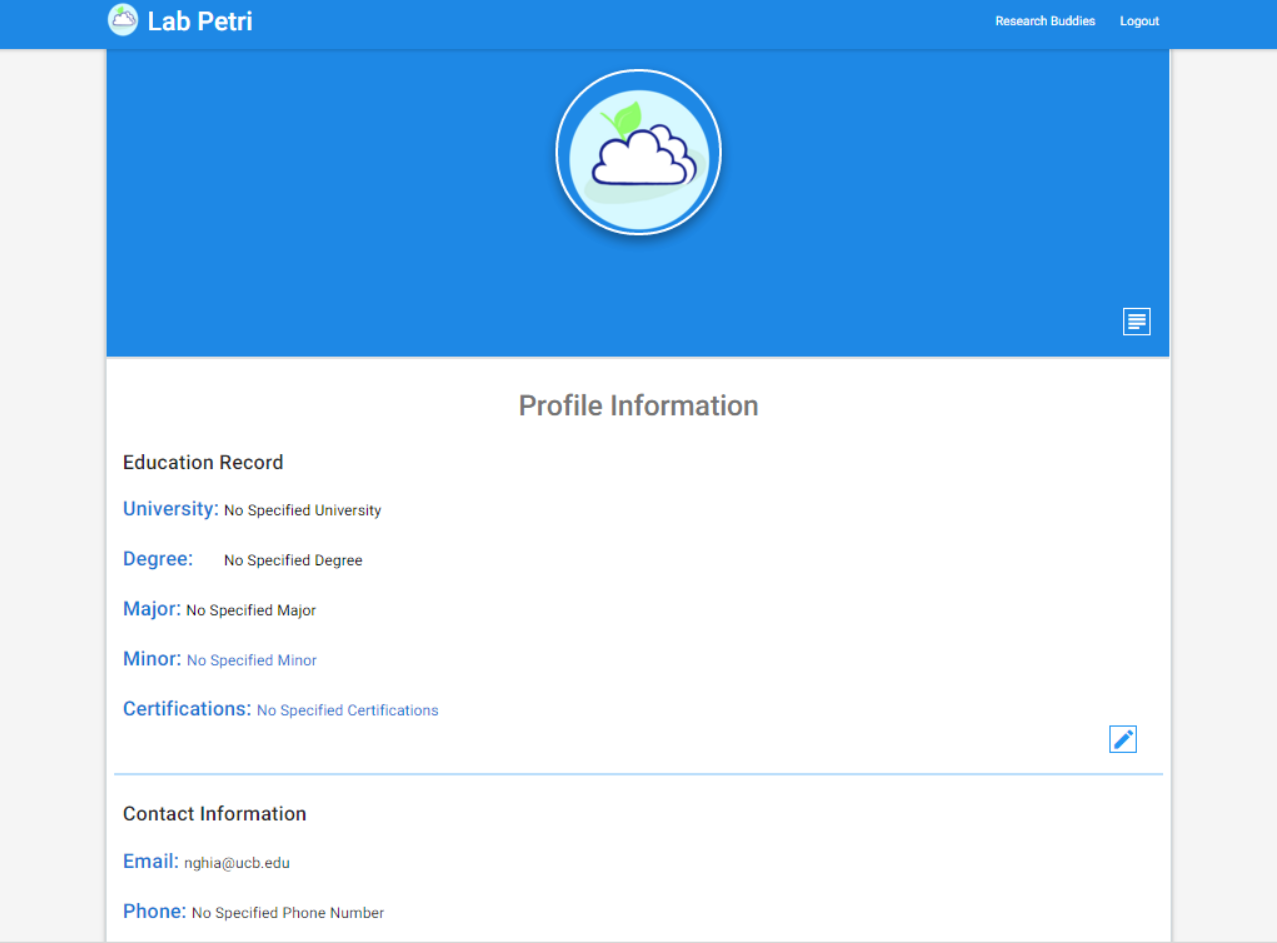 Lab Petri
Research Buddies Logout
Profile Information
Education Record
University: No Specified University
Degree: No Specified Degree
Major: No Specified Major
Minor: No Specified Minor
Certifications: No Specified Certifications
Contact Information
Email: nghia@ucb.edu
Phone: No Specified Phone Number